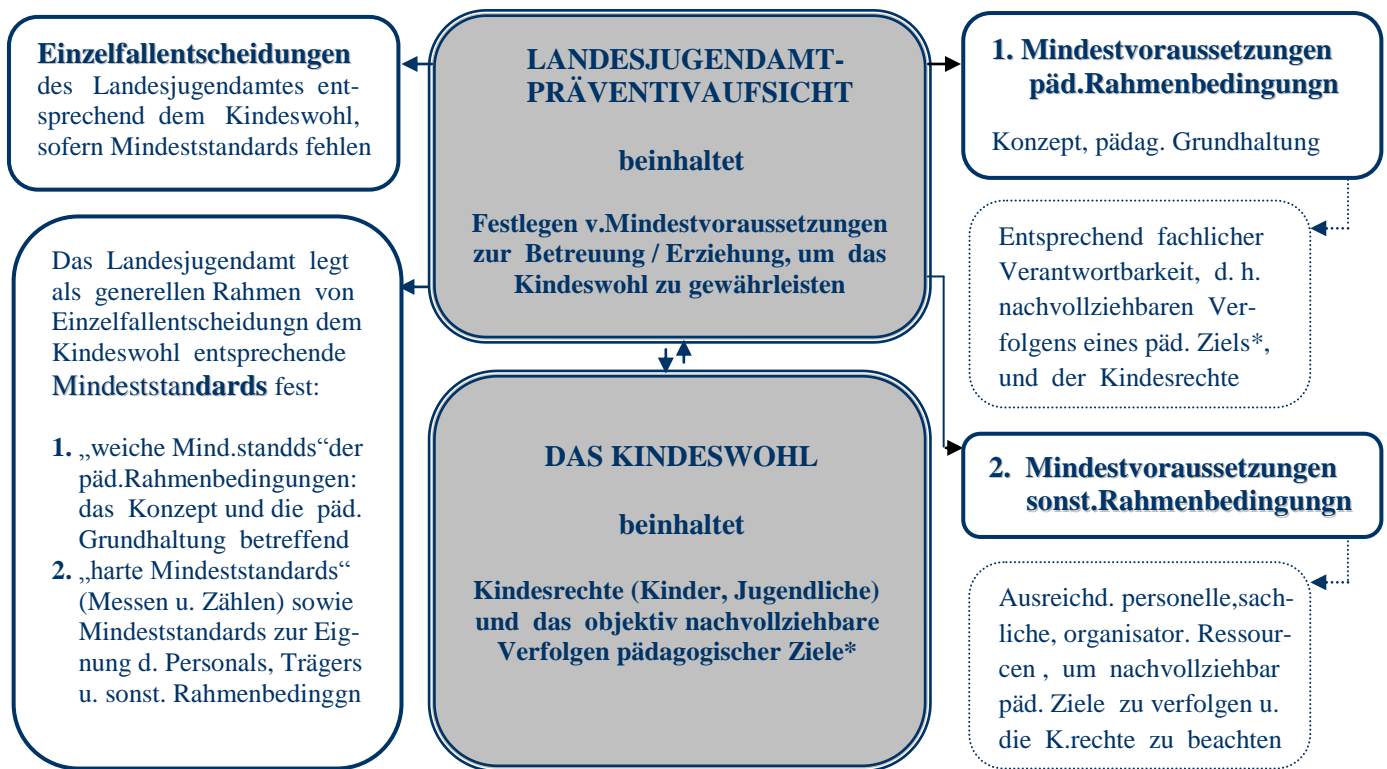 Einzelfallentscheidungen
des Landesjugendamtes ent-
sprechend dem Kindeswohl,
sofern Mindeststandards fehlen
Das Landesjugendamt legt
als generellen Rahmen von
Einzelfallentscheidungn dem
Kindeswohl entsprechende
Mindeststandards fest:
1. „weiche Mind.standds“der
päd.Rahmenbedingungen:
das Konzept und die päd.
Grundhaltung betreffend
2. „harte Mindeststandards“
(Messen u. Zählen) sowie
Mindeststandards zur Eig-
nung d. Personals, Trägers
u. sonst. Rahmenbedinggn
LANDESJUGENDAMT-
PRÄVENTIVAUFSICHT
beinhaltet
Festlegen v.Mindestvoraussetzungen
zur Betreuung / Erziehung, um das
Kindeswohl zu gewährleisten
DAS KINDESWOHL
beinhaltet
Kindesrechte (Kinder, Jugendliche)
und das objektiv nachvollziehbare
Verfolgen pädagogischer Ziele*
1. Mindestvoraussetzungen
päd.Rahmenbedingungn
Konzept, pädag. Grundhaltung
Entsprechend fachlicher
Verantwortbarkeit, d. h.
nachvollziehbaren Ver-
folgens eines päd. Ziels*,
und der Kindesrechte
2. Mindestvoraussetzungen
sonst.Rahmenbedingungn
Ausreichd. personelle,sach-
liche, organisator. Ressour-
cen , um nachvollziehbar
päd. Ziele zu verfolgen u.
die K.rechte zu beachten